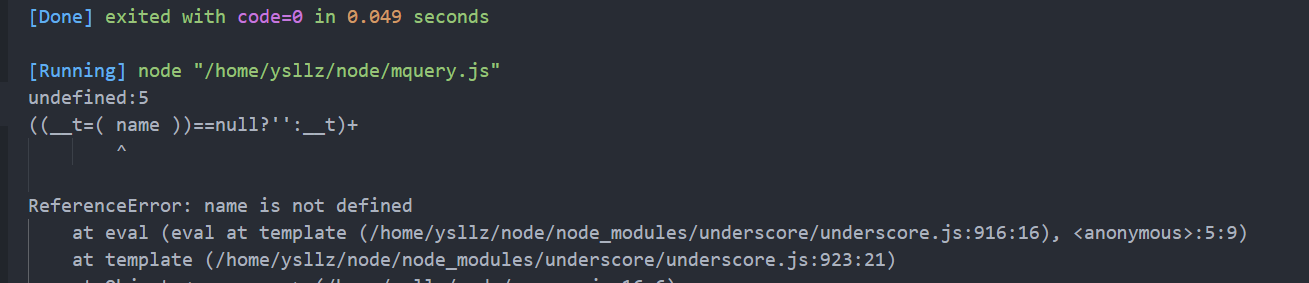 [Done] exited with code=0 in 0.049 seconds
[Running] node "/home/ysllz/node/mquery.js"
undefined:5
((__t=( name ))==null?'':__t)+
^
ReferenceError: name is not defined
at eval (eval at template (/home/ysllz/node/node_modules/underscore/underscore.js:916:16), <anonymous>:5:9)
at template (/home/ysllz/node/node_modules/underscore/underscore.js:923:21)